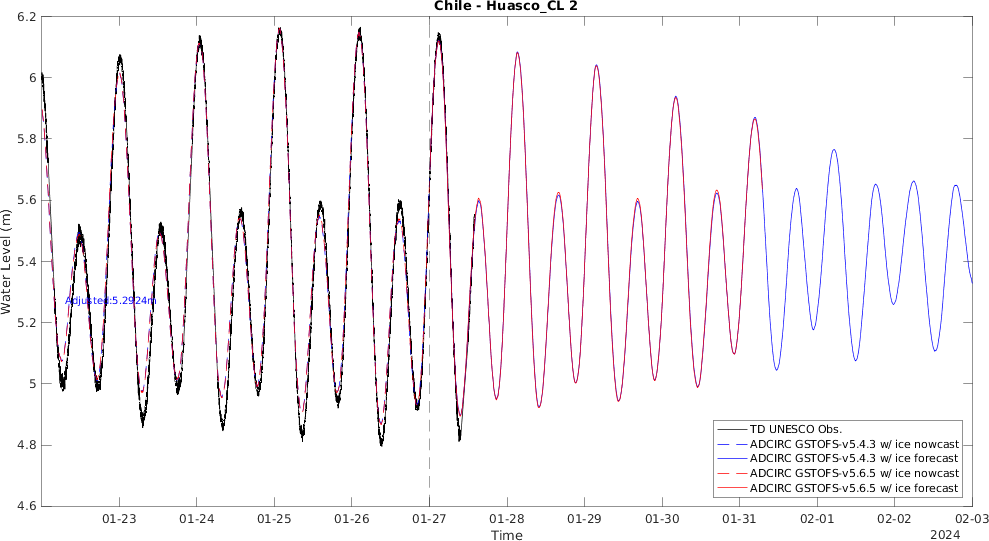 Chile - Huasco_CL 2
6.2
6
5.8
5.6
5.4
5.2
5
4.8
4.6
Water Level (m)
Adjusted:5.2924m
TD UNESCO Obs.
ADCIRC GSTOFS-v5.4.3 w/ ice nowcast
ADCIRC GSTOFS-v5.4.3 w/ ice forecast
ADCIRC GSTOFS-v5.6.5 w/ ice nowcast
ADCIRC GSTOFS-v5.6.5 w/ ice forecast
01-23 01-24 01-25 01-26 01-27 01-28 01-29 01-30 01-31 02-01 02-02 02-03
Time
2024